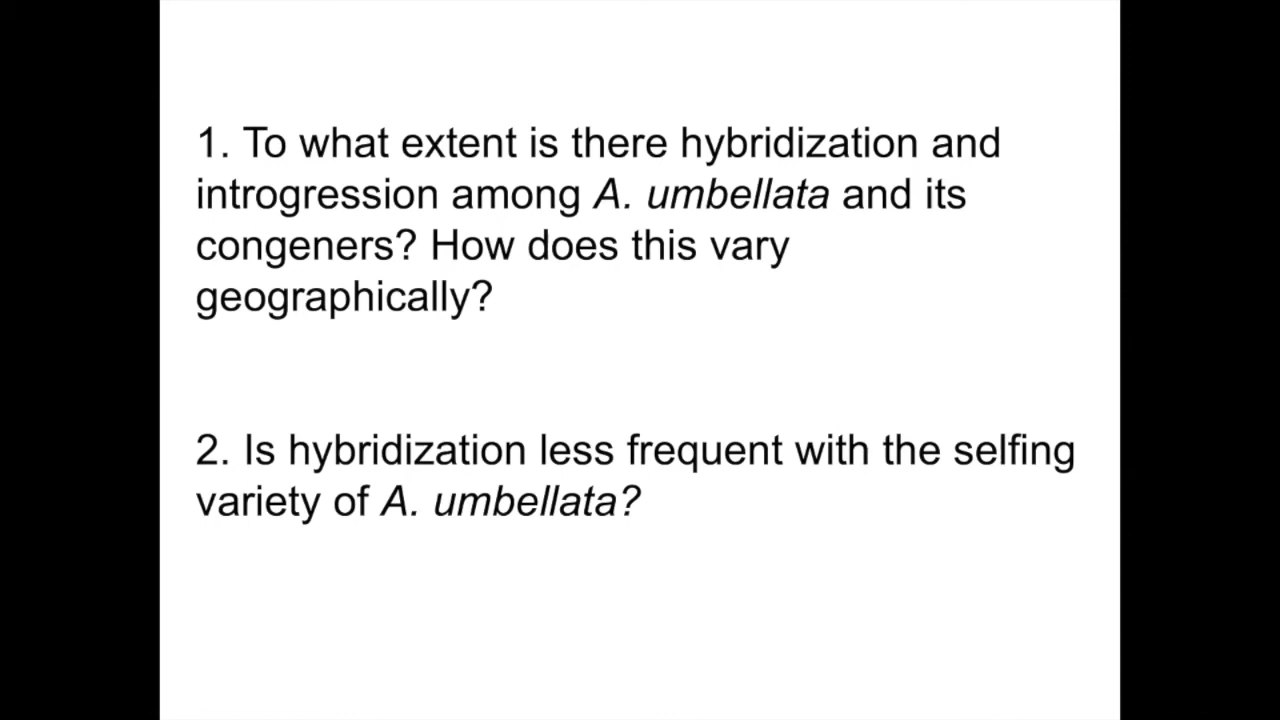 1. To what extent is there hybridization and
introgression among A. umbellata and its
congeners? How does this vary
geographically?
2. Is hybridization less frequent with the selfing
variety of A. umbellata?